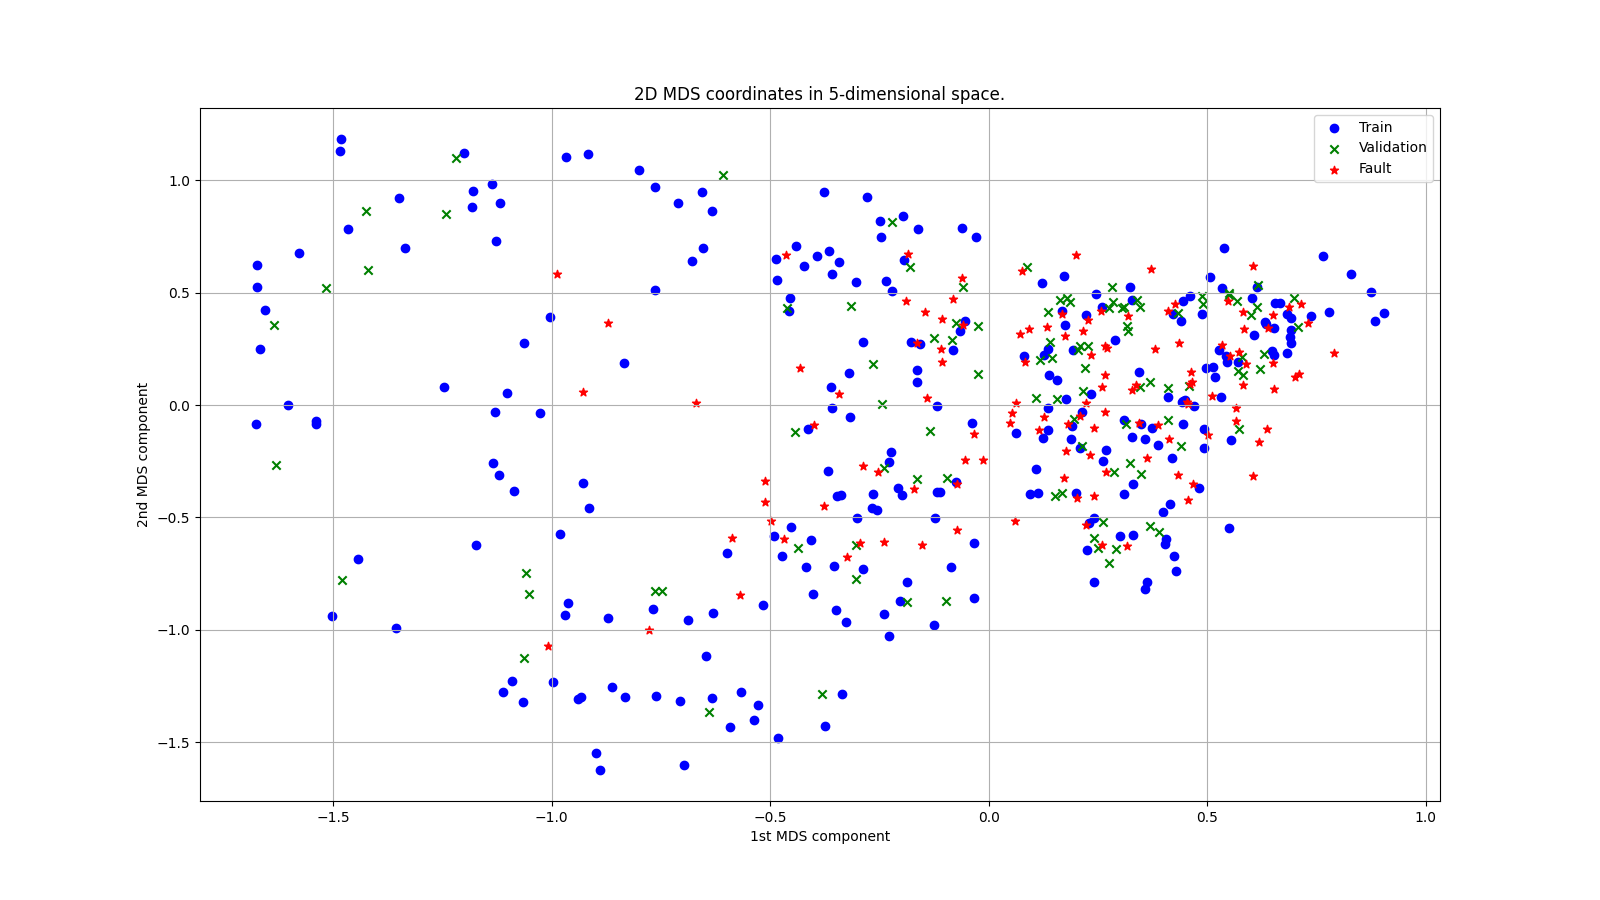 2D MDS coordinates in 5-dimensional space.
Train
Validation
Fault
1.0
0.5
0.0
−0.5
−1.0
−1.5
2nd MDS component
−1.5
−1.0
−0.5
0.0
0.5
1.0
1st MDS component